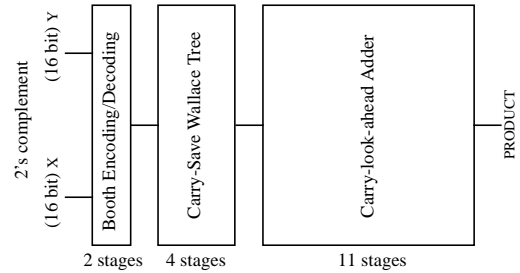 2's complement
(16 bit) Y
(16 bit) X
Booth Encoding/Decoding
Carry-Save Wallace Tree
Carry-look-ahead Adder
PRODUCT
2 stages
4 stages
11 stages